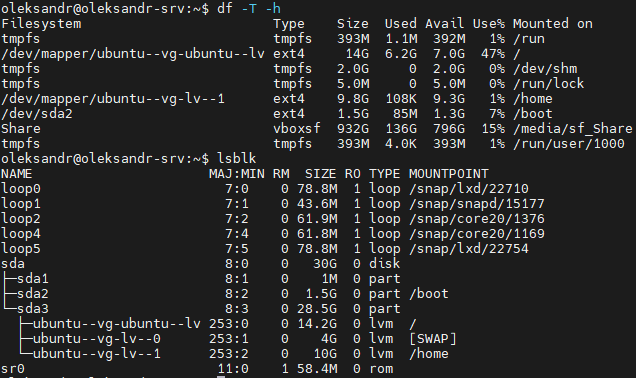 oleksandr@oleksandr-srv:~$ df -T -h
Filesystem                        Type    Size  Used Avail Use% Mounted on
tmpfs                             tmpfs   393M  1.1M  392M   1% /run
/dev/mapper/ubuntu--vg-ubuntu--lv ext4     14G  6.2G  7.0G  47% /
tmpfs                             tmpfs   2.0G     0  2.0G   0% /dev/shm
tmpfs                             tmpfs   5.0M     0  5.0M   0% /run/lock
/dev/mapper/ubuntu--vg-lv--1      ext4    9.8G  108K  9.3G   1% /home
/dev/sda2                         ext4    1.5G   85M  1.3G   7% /boot
Share                             vboxsf  932G  136G  796G  15% /media/sf_Share
tmpfs                             tmpfs   393M  4.0K  393M   1% /run/user/1000
oleksandr@oleksandr-srv:~$ lsblk
NAME                      MAJ:MIN RM  SIZE RO TYPE MOUNTPOINT
loop0                       7:0    0 78.8M  1 loop /snap/lxd/22710
loop1                       7:1    0 43.6M  1 loop /snap/snapd/15177
loop2                       7:2    0 61.9M  1 loop /snap/core20/1376
loop4                       7:4    0 61.8M  1 loop /snap/core20/1169
loop5                       7:5    0 78.8M  1 loop /snap/lxd/22754
sda                         8:0    0   30G  0 disk
├─sda1                      8:1    0    1M  0 part
├─sda2                      8:2    0  1.5G  0 part /boot
└─sda3                      8:3    0 28.5G  0 part
  ├─ubuntu--vg-ubuntu--lv 253:0    0 14.2G  0 lvm  /
  ├─ubuntu--vg-lv--0      253:1    0    4G  0 lvm  [SWAP]
  └─ubuntu--vg-lv--1      253:2    0   10G  0 lvm  /home
sr0                        11:0    1 58.4M  0 rom